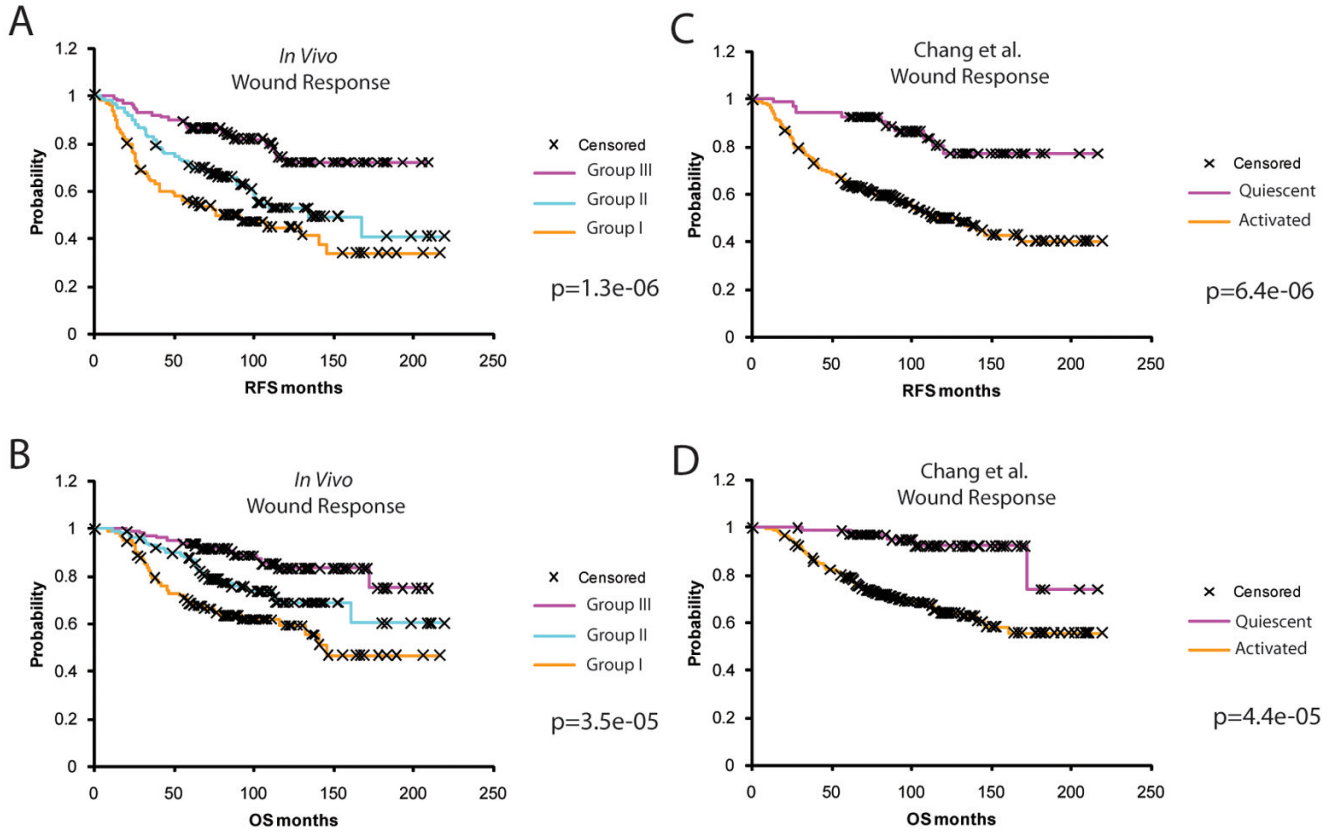 A
In Vivo
Wound Response
1.2
1
0.8
0.6
0.4
0.2
0
Probability
0
50
100
150
200
250
RFS months
Censored
Group III
Group II
Group I
p=1.3e-06
C
Chang et al.
Wound Response
1.2
1
0.8
0.6
0.4
0.2
0
Probability
0
50
100
150
200
250
RFS months
Censored
Quiescent
Activated
p=6.4e-06
B
In Vivo
Wound Response
1.2
1
0.8
0.6
0.4
0.2
0
Probability
0
50
100
150
200
250
OS months
Censored
Group III
Group II
Group I
p=3.5e-05
D
Chang et al.
Wound Response
1.2
1
0.8
0.6
0.4
0.2
0
Probability
0
50
100
150
200
250
OS months
Censored
Quiescent
Activated
p=4.4e-05